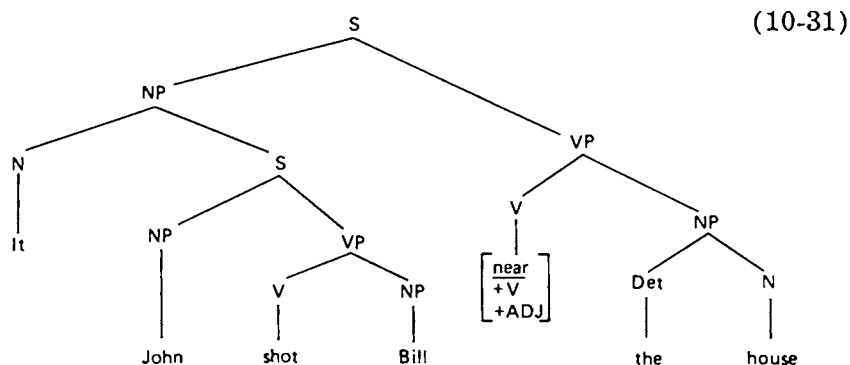 (10-31)
S
NP
VP
N
S
V
NP
It
NP
VP
near
+V
+ADJ
Det
N
V
NP
John
shot
Bill
the
house